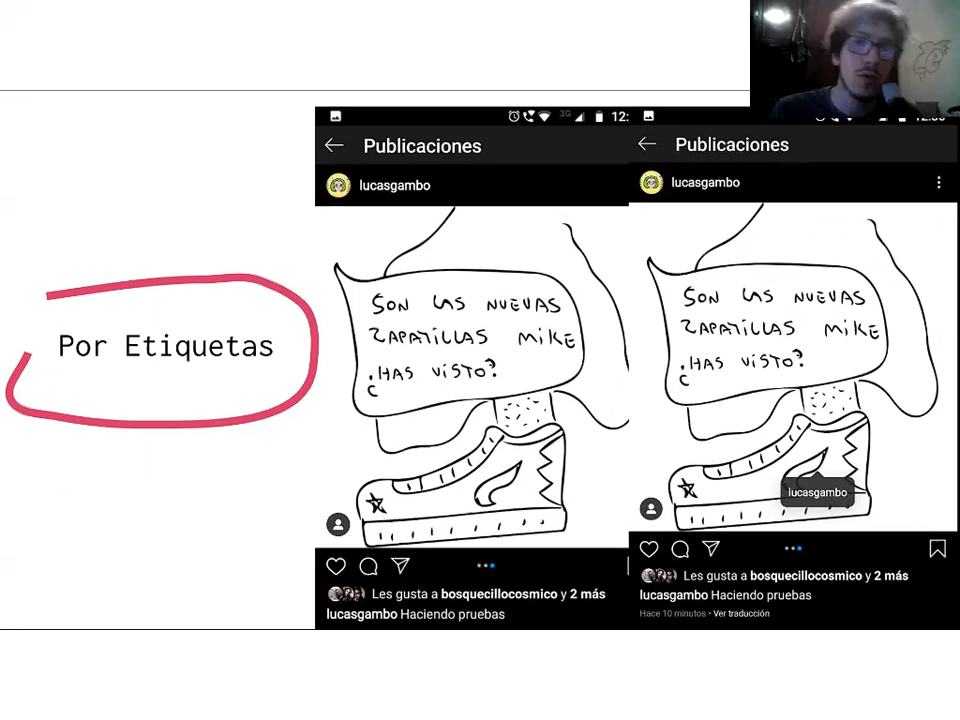 Por Etiquetas
3G 12:
Publicaciones
lucasgambo
SON LAS NUEVAS
ZAPATILLAS MIKE
¿HAS VISTO?
Les gusta a bosquecillocosmico y 2 más
lucasgambo Haciendo pruebas
Publicaciones
lucasgambo
SON LAS NUEVAS
ZAPATILLAS MIKE
¿HAS VISTO?
lucasgambo
Les gusta a bosquecillocosmico y 2 más
lucasgambo Haciendo pruebas
Hace 10 minutos • Ver traducción